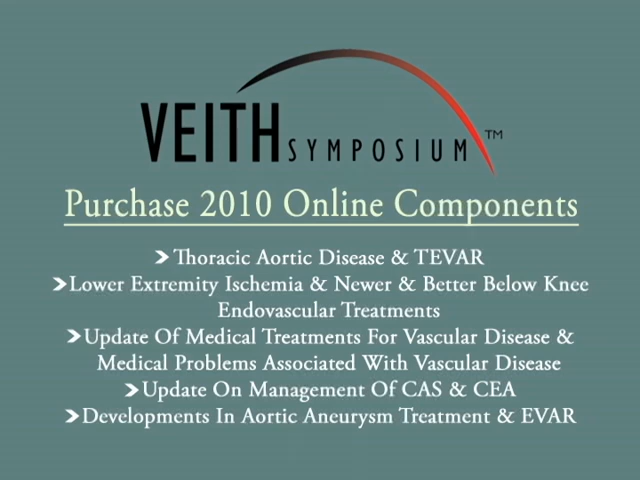 VEITH SYMPOSIUM ™
Purchase 2010 Online Components
Thoracic Aortic Disease & TEVAR
Lower Extremity Ischemia & Newer & Better Below Knee
Endovascular Treatments
Update Of Medical Treatments For Vascular Disease &
Medical Problems Associated With Vascular Disease
Update On Management Of CAS & CEA
Developments In Aortic Aneurysm Treatment & EVAR